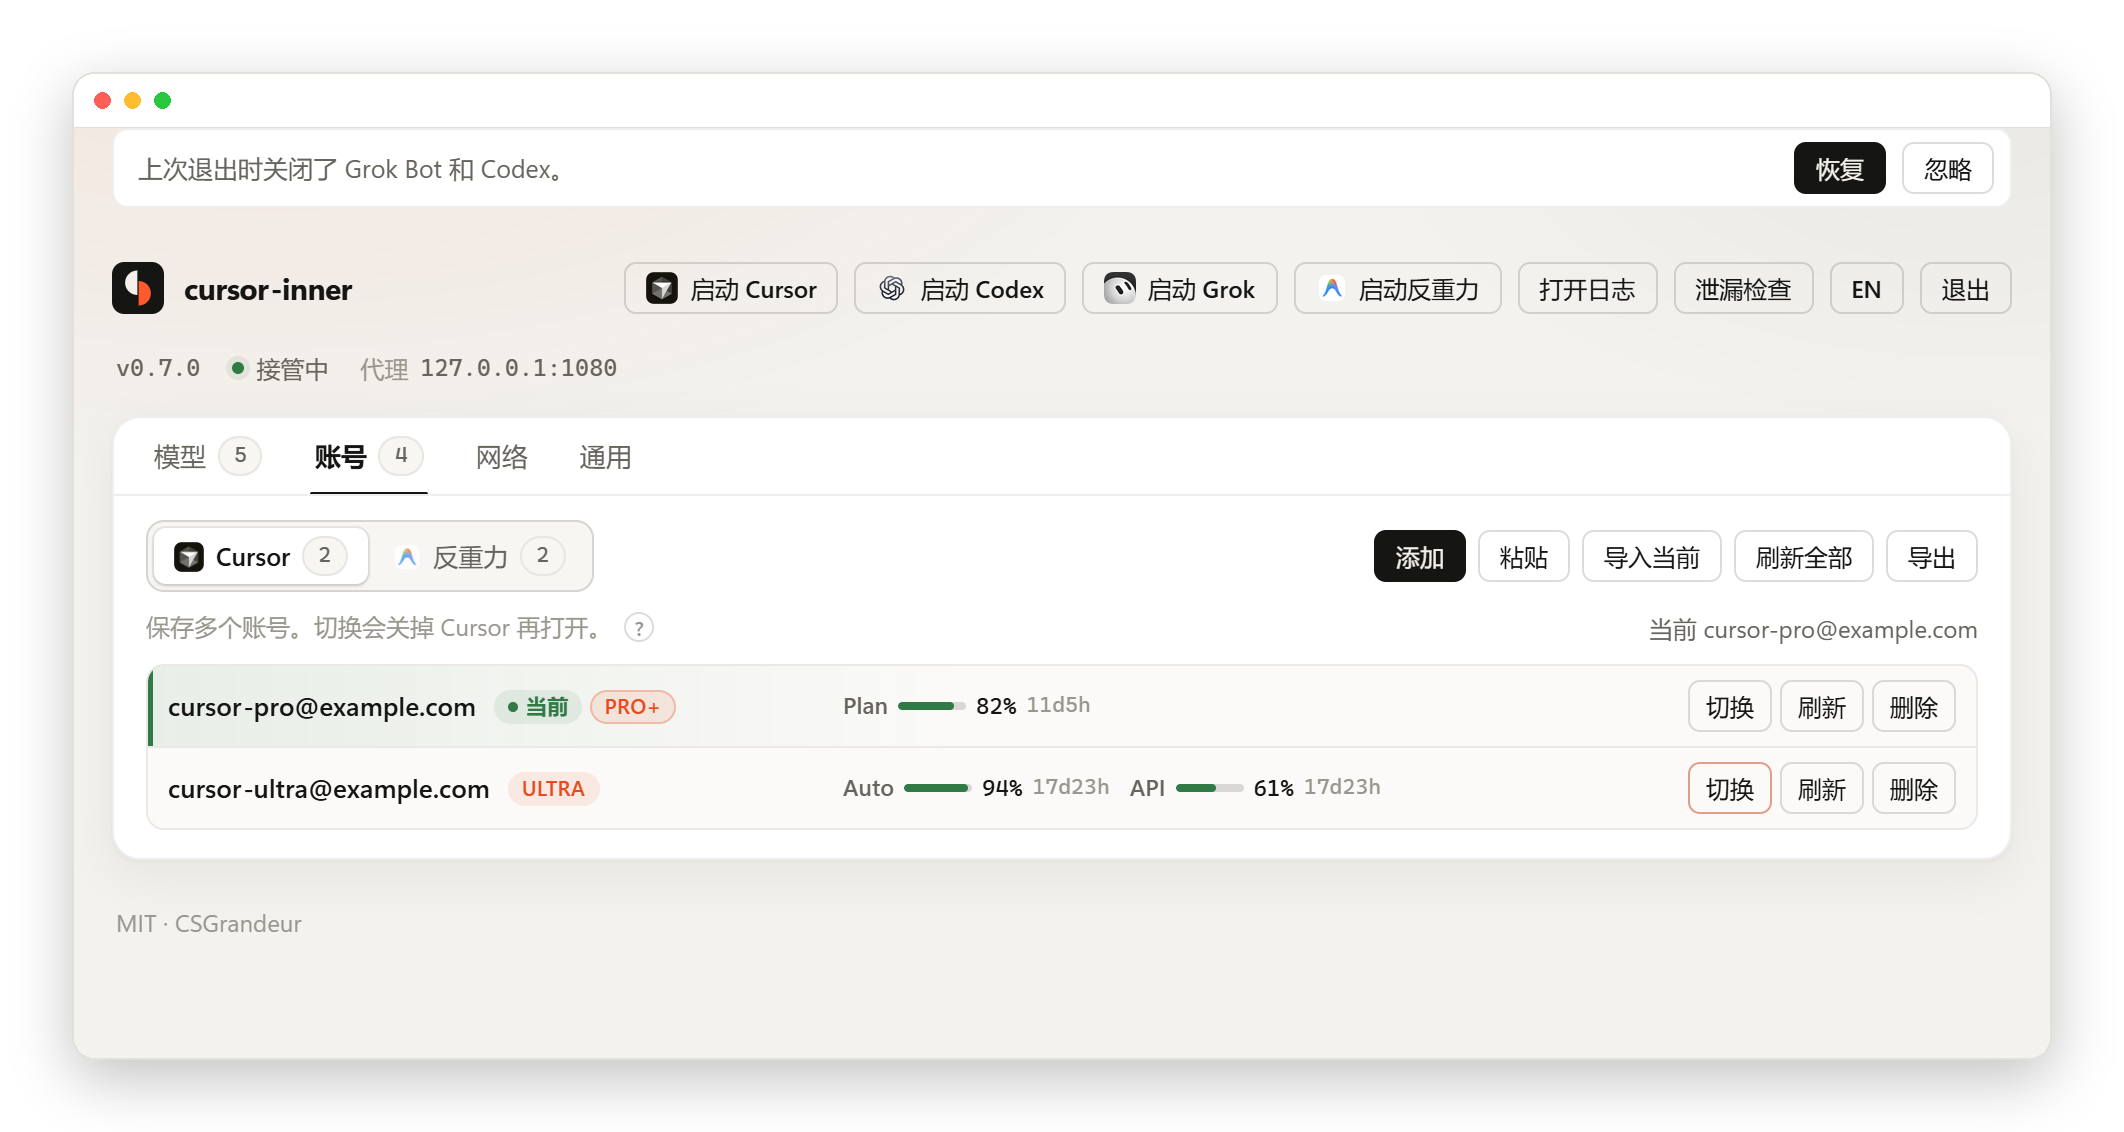 上次退出时关闭了 Grok Bot 和 Codex。 恢复 忽略
cursor-inner 启动 Cursor 启动 Codex 启动 Grok 启动反重力 打开日志 泄漏检查 EN 退出
v0.7.0 接管中 代理 127.0.0.1:1080
模型 5 账号 4 网络 通用
Cursor 2 反重力 2 添加 粘贴 导入当前 刷新全部 导出
保存多个账号。切换会关掉 Cursor 再打开。 ? 当前 cursor-pro@example.com
cursor-pro@example.com 当前 PRO+ Plan 82% 11d5h 切换 刷新 删除
cursor-ultra@example.com ULTRA Auto 94% 17d23h API 61% 17d23h 切换 刷新 删除
MIT · CSGrandeur